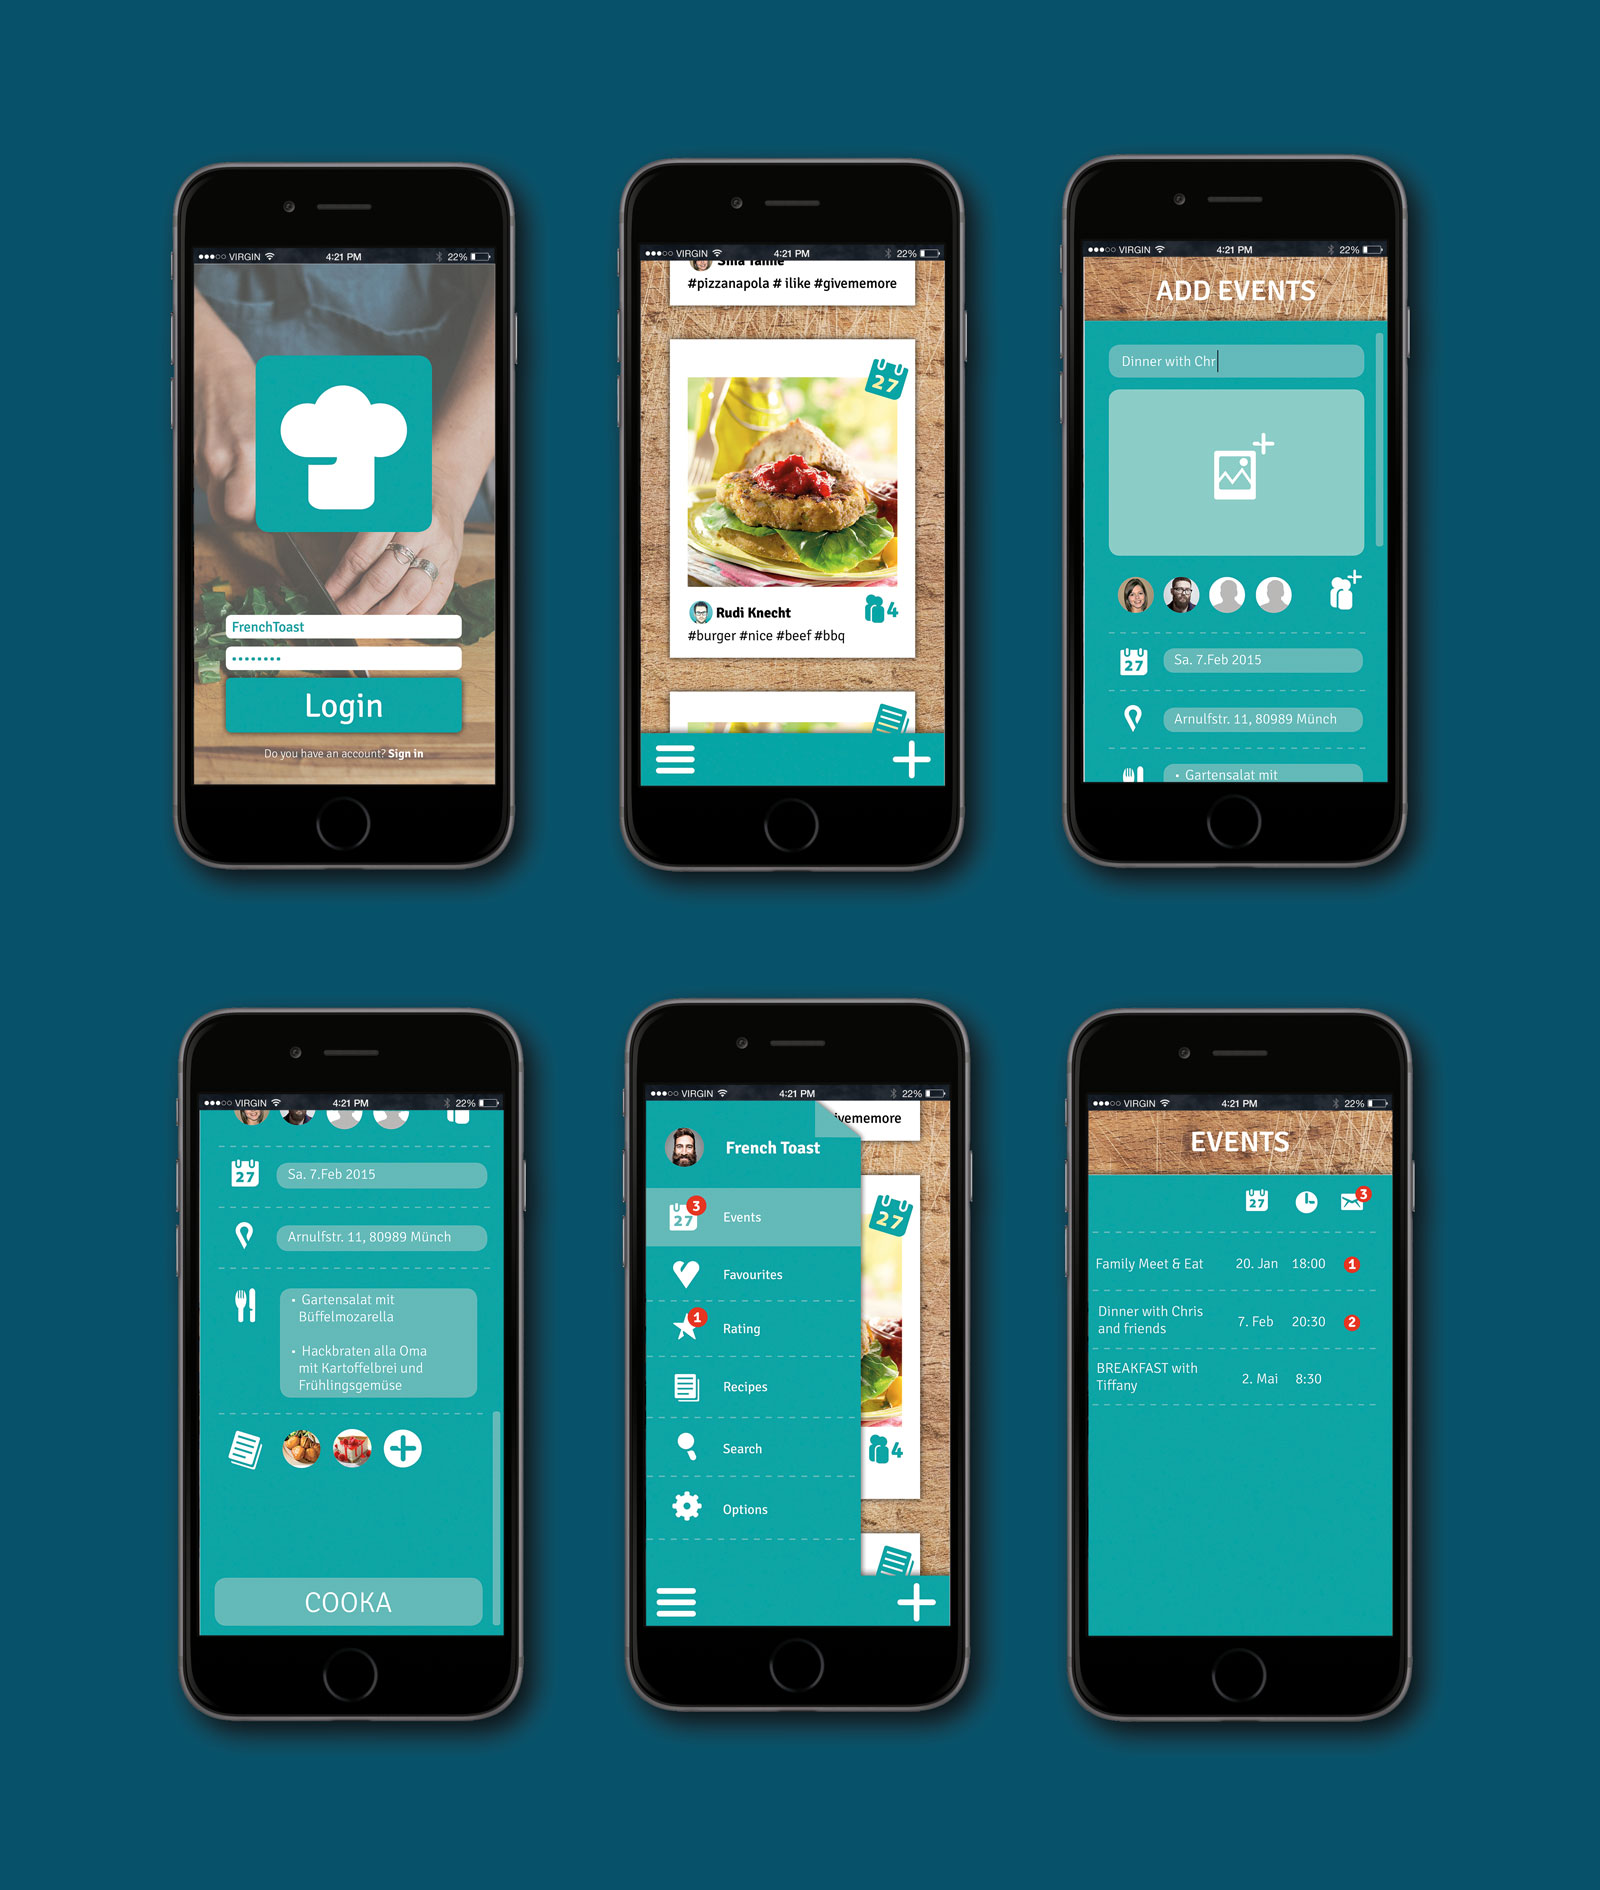 VIRGIN 4:21 PM 22%
FrenchToast
Login
Do you have an account? Sign in
VIRGIN 4:21 PM 22%
#pizzanapola # ilike #givememore
27
Rudi Knecht 4
#burger #nice #beef #bbq
VIRGIN 4:21 PM 22%
ADD EVENTS
Dinner with Chr
27 Sa. 7.Feb 2015
Arnulfstr. 11, 80989 Münch
• Gartensalat mit
VIRGIN 4:21 PM 22%
27 Sa. 7.Feb 2015
Arnulfstr. 11, 80989 Münch
• Gartensalat mit
Büffelmozarella
• Hackbraten alla Oma
mit Kartoffelbrei und
Frühlingsgemüse
COOKA
VIRGIN 4:21 PM 22%
ivememore
French Toast
27 3 Events
27
Favourites
1 Rating
Recipes
Search
4
Options
VIRGIN 4:21 PM 22%
EVENTS
27 3
Family Meet & Eat 20. Jan 18:00 1
Dinner with Chris
and friends 7. Feb 20:30 2
BREAKFAST with
Tiffany 2. Mai 8:30